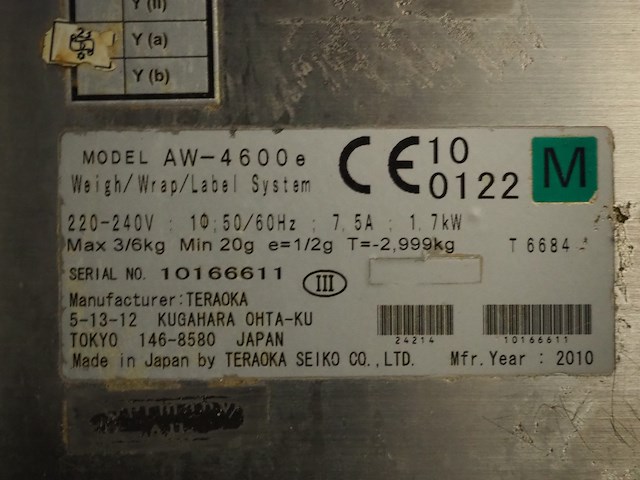 Y (II)
Y (a)
Y (b)
MODEL AW-4600e
Weigh/Wrap/Label System
CE 10
0122
M
220-240V : 1Φ;50/60Hz ; 7.5A ; 1.7kW
Max 3/6kg Min 20g e=1/2g T=-2,999kg
T 6684
SERIAL NO. 10166611
III
Manufacturer:TERAOKA
5-13-12 KUGAHARA OHTA-KU
TOKYO 146-8580 JAPAN
24214
10166611
Made in Japan by TERAOKA SEIKO CO.,LTD.
Mfr.Year : 2010